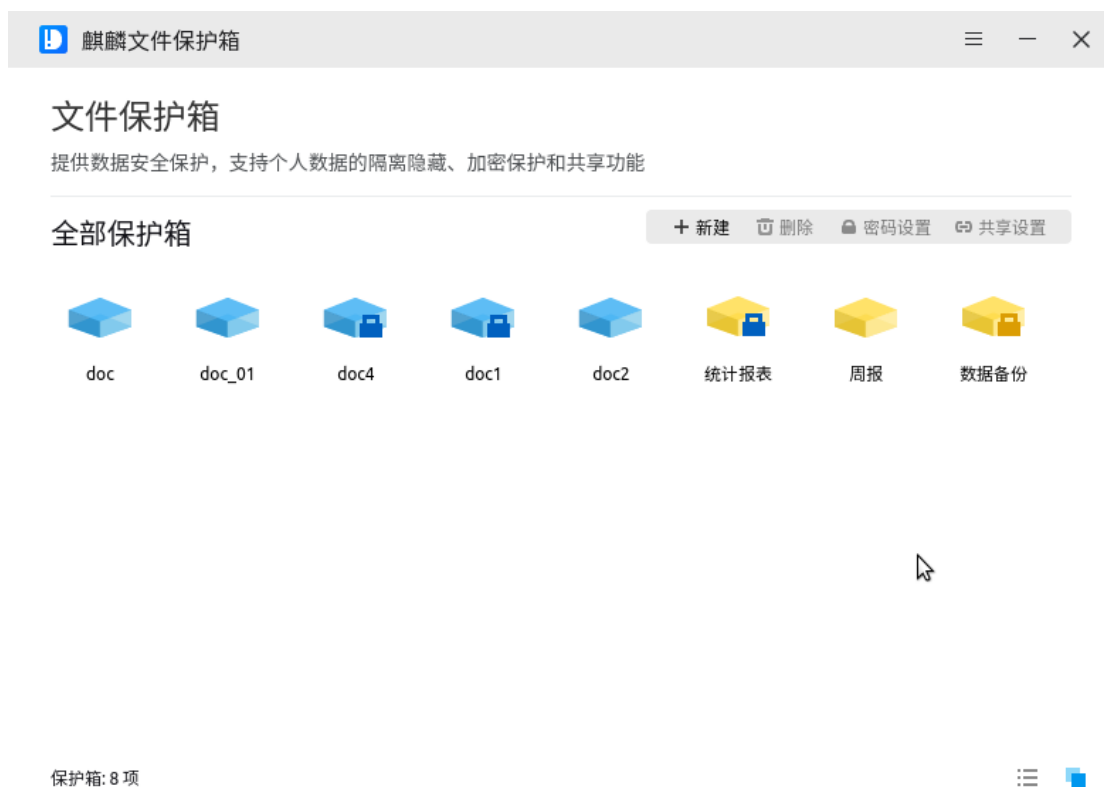 麒麟文件保护箱
文件保护箱
提供数据安全保护，支持个人数据的隔离隐藏、加密保护和共享功能
全部保护箱
新建 删除 密码设置 共享设置
doc doc_01 doc4 doc1 doc2 统计报表 周报 数据备份
保护箱: 8 项